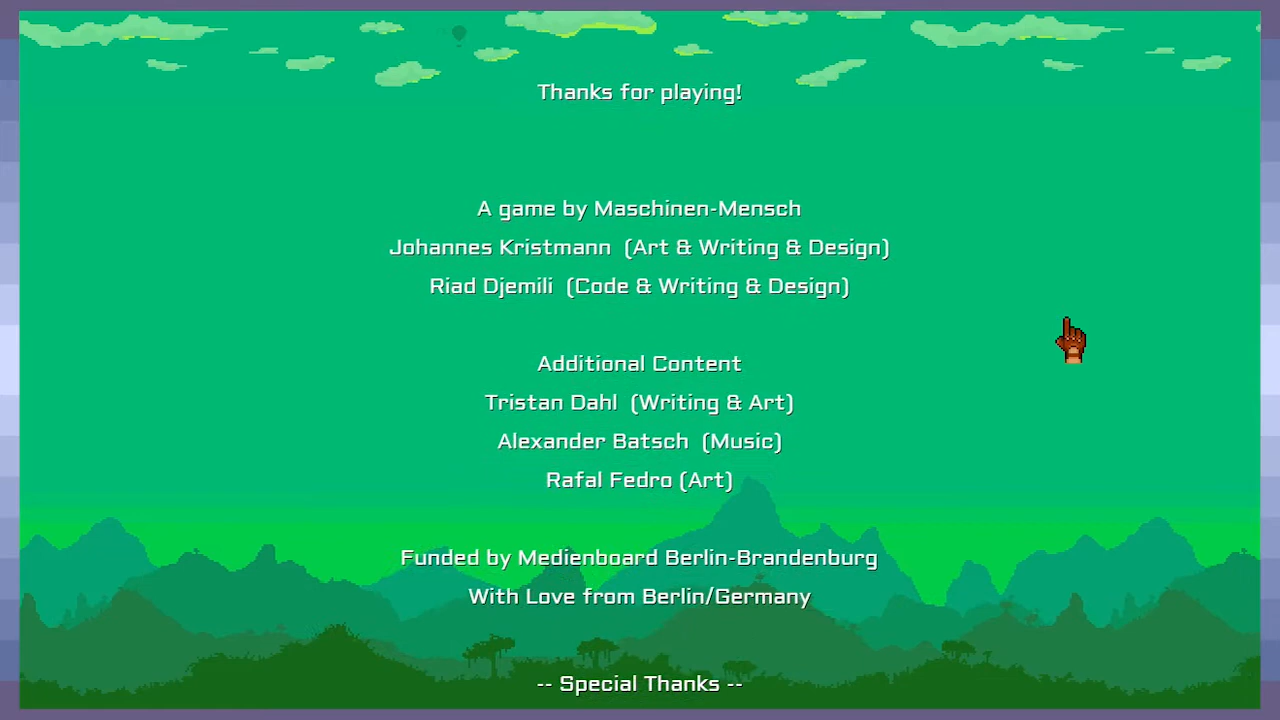 Thanks for playing!
A game by Maschinen-Mensch
Johannes Kristmann (Art & Writing & Design)
Riad Djemili (Code & Writing & Design)
Additional Content
Tristan Dahl (Writing & Art)
Alexander Batsch (Music)
Rafal Fedro (Art)
Funded by Medienboard Berlin-Brandenburg
With Love from Berlin/Germany
-- Special Thanks --